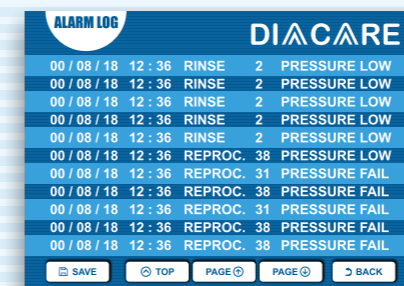 ALARM LOG
DIACARE
00 / 08 / 18 12 : 36 RINSE 2 PRESSURE LOW
00 / 08 / 18 12 : 36 RINSE 2 PRESSURE LOW
00 / 08 / 18 12 : 36 RINSE 2 PRESSURE LOW
00 / 08 / 18 12 : 36 RINSE 2 PRESSURE LOW
00 / 08 / 18 12 : 36 RINSE 2 PRESSURE LOW
00 / 08 / 18 12 : 36 REPROC. 38 PRESSURE LOW
00 / 08 / 18 12 : 36 REPROC. 31 PRESSURE FAIL
00 / 08 / 18 12 : 36 REPROC. 38 PRESSURE FAIL
00 / 08 / 18 12 : 36 REPROC. 31 PRESSURE FAIL
00 / 08 / 18 12 : 36 REPROC. 38 PRESSURE FAIL
00 / 08 / 18 12 : 36 REPROC. 38 PRESSURE FAIL
SAVE TOP PAGE PAGE BACK